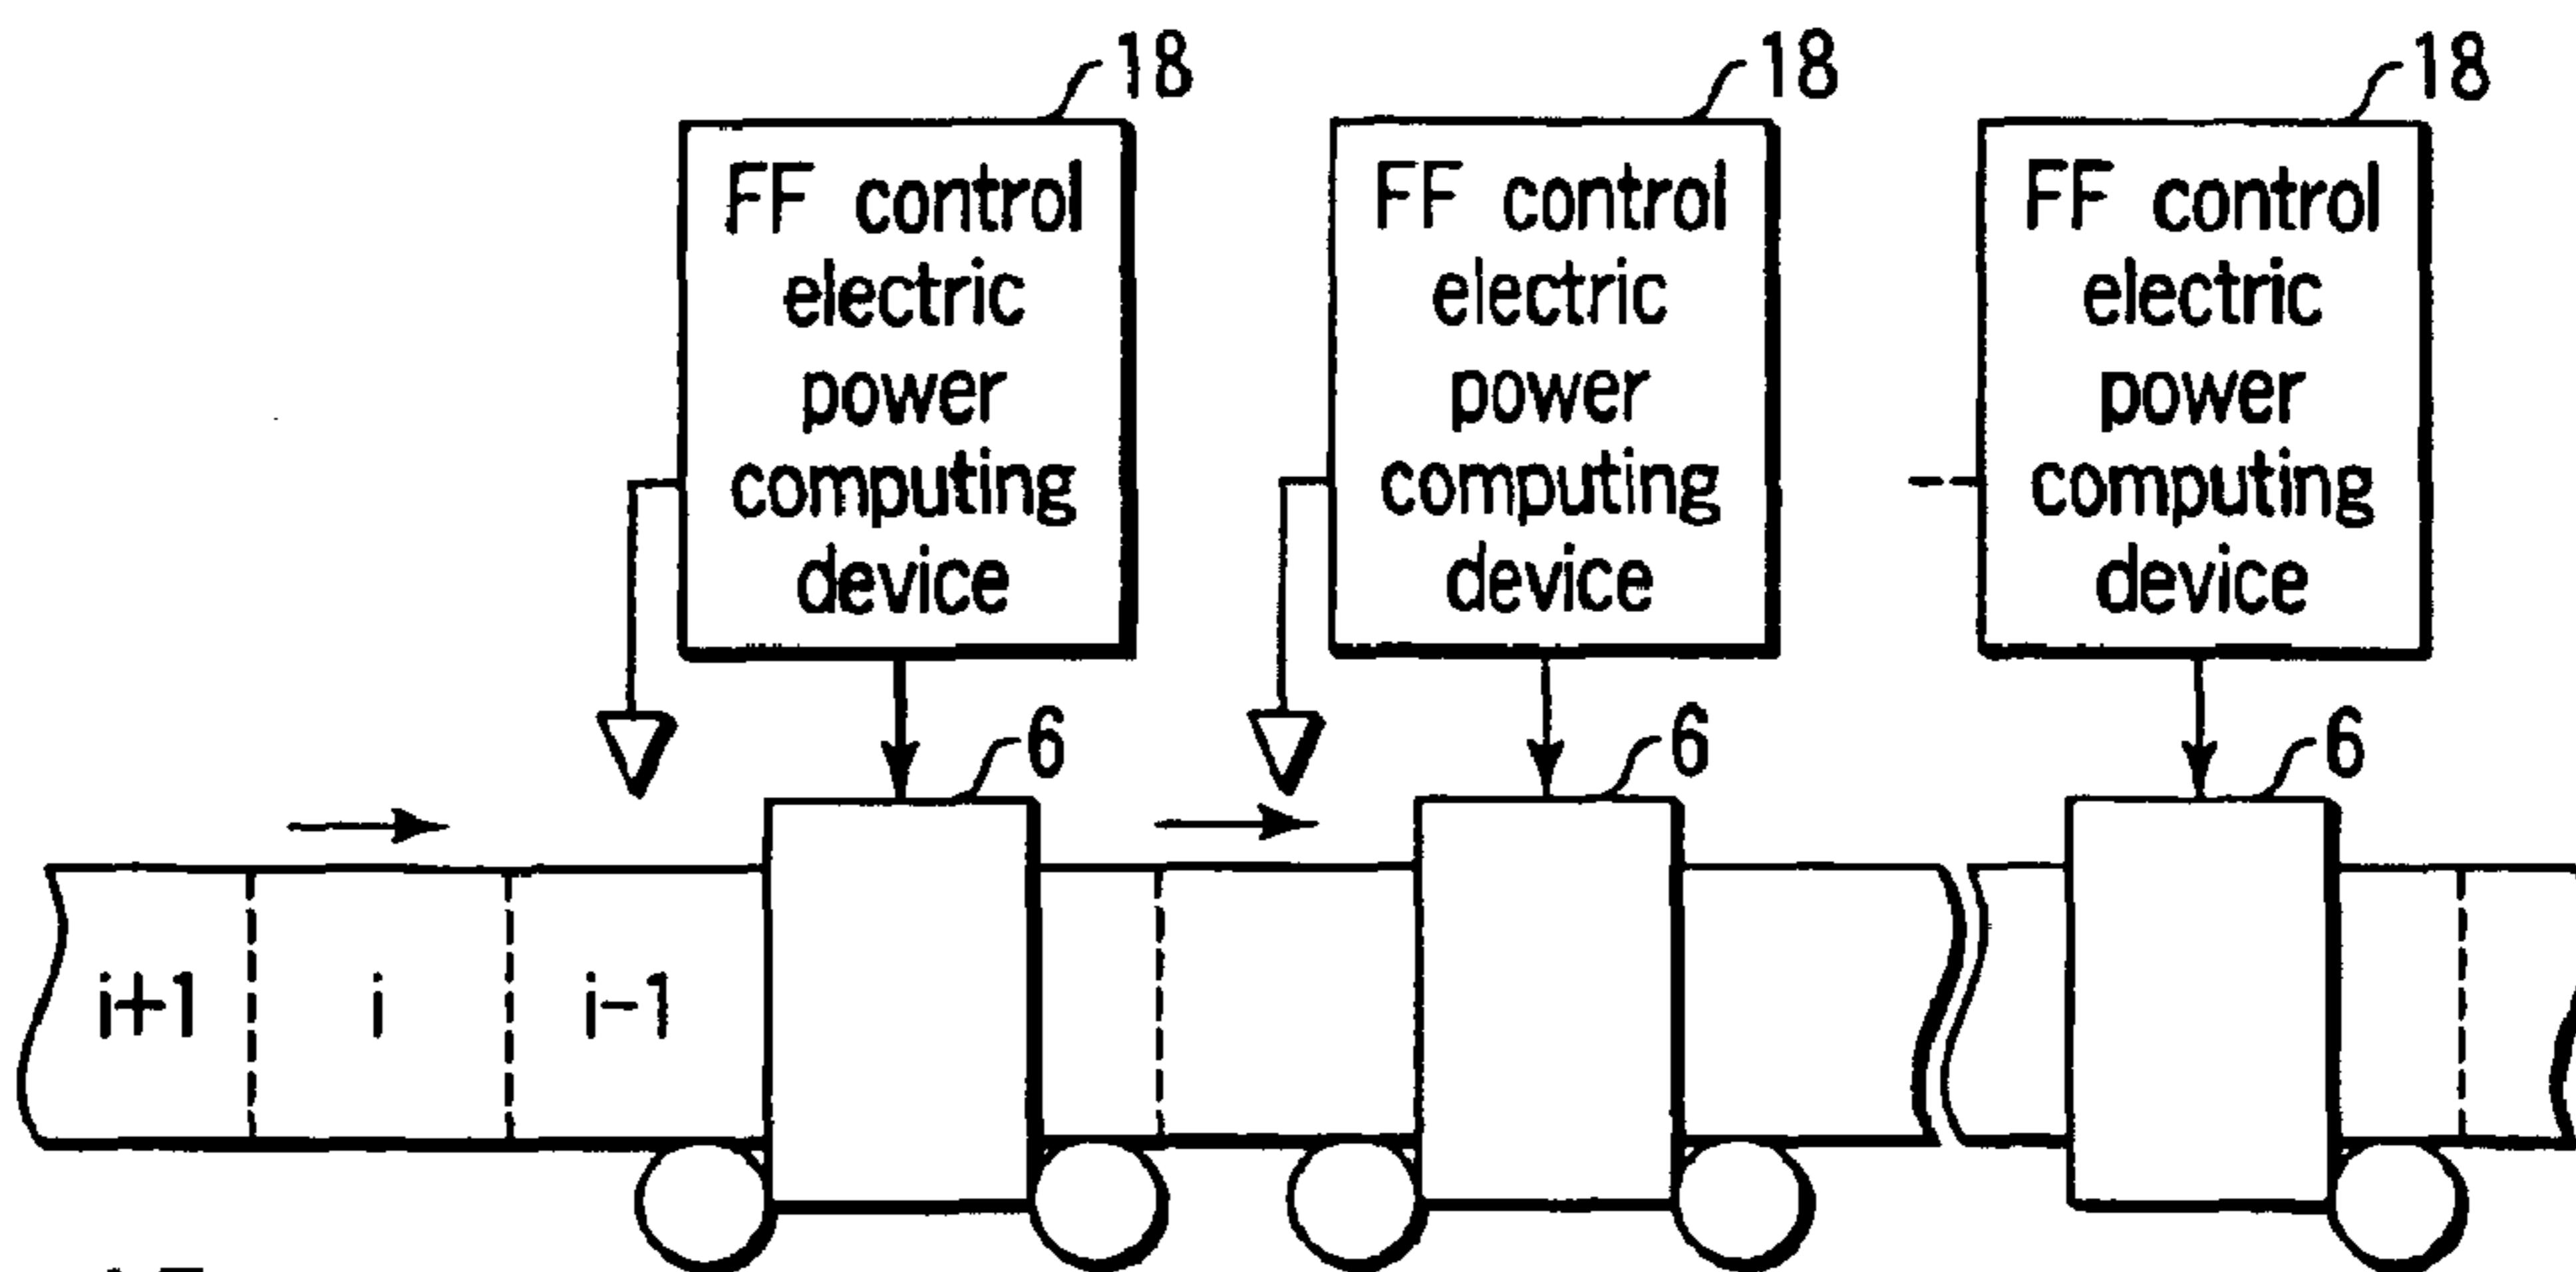 18
18
18
FF control
electric
power
computing
device
FF control
electric
power
computing
device
FF control
electric
power
computing
device
6
6
6
i+1
i
i-1